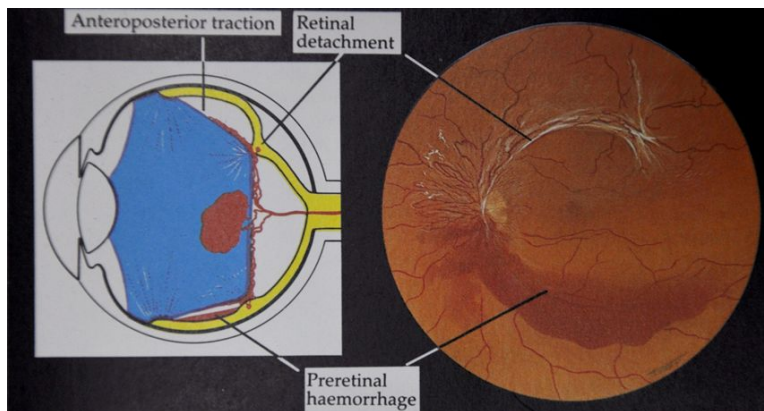 Anteroposterior traction
Retinal
detachment
Preretinal
haemorrhage